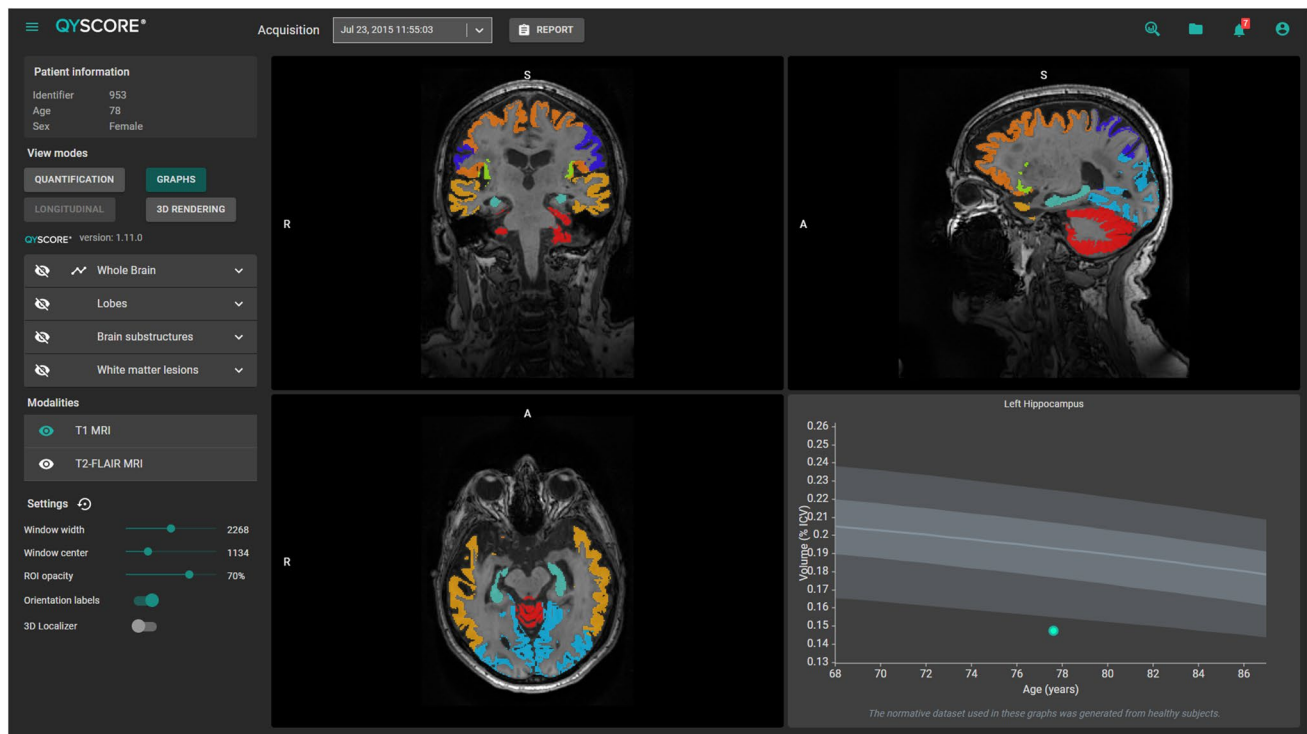 QYSCORE®
Acquisition
Jul 23, 2015 11:55:03
REPORT
7
Patient information
Identifier 953
Age 78
Sex Female
View modes
QUANTIFICATION GRAPHS
LONGITUDINAL 3D RENDERING
QYSCORE® version: 1.11.0
Whole Brain
Lobes
Brain substructures
White matter lesions
Modalities
T1 MRI
T2-FLAIR MRI
Settings
Window width 2268
Window center 1134
ROI opacity 70%
Orientation labels
3D Localizer
S
R
S
A
A
R
Left Hippocampus
Volume (% ICV)
0.26
0.25
0.24
0.23
0.22
0.21
0.2
0.19
0.18
0.17
0.16
0.15
0.14
0.13
68 70 72 74 76 78 80 82 84 86
Age (years)
The normative dataset used in these graphs was generated from healthy subjects.